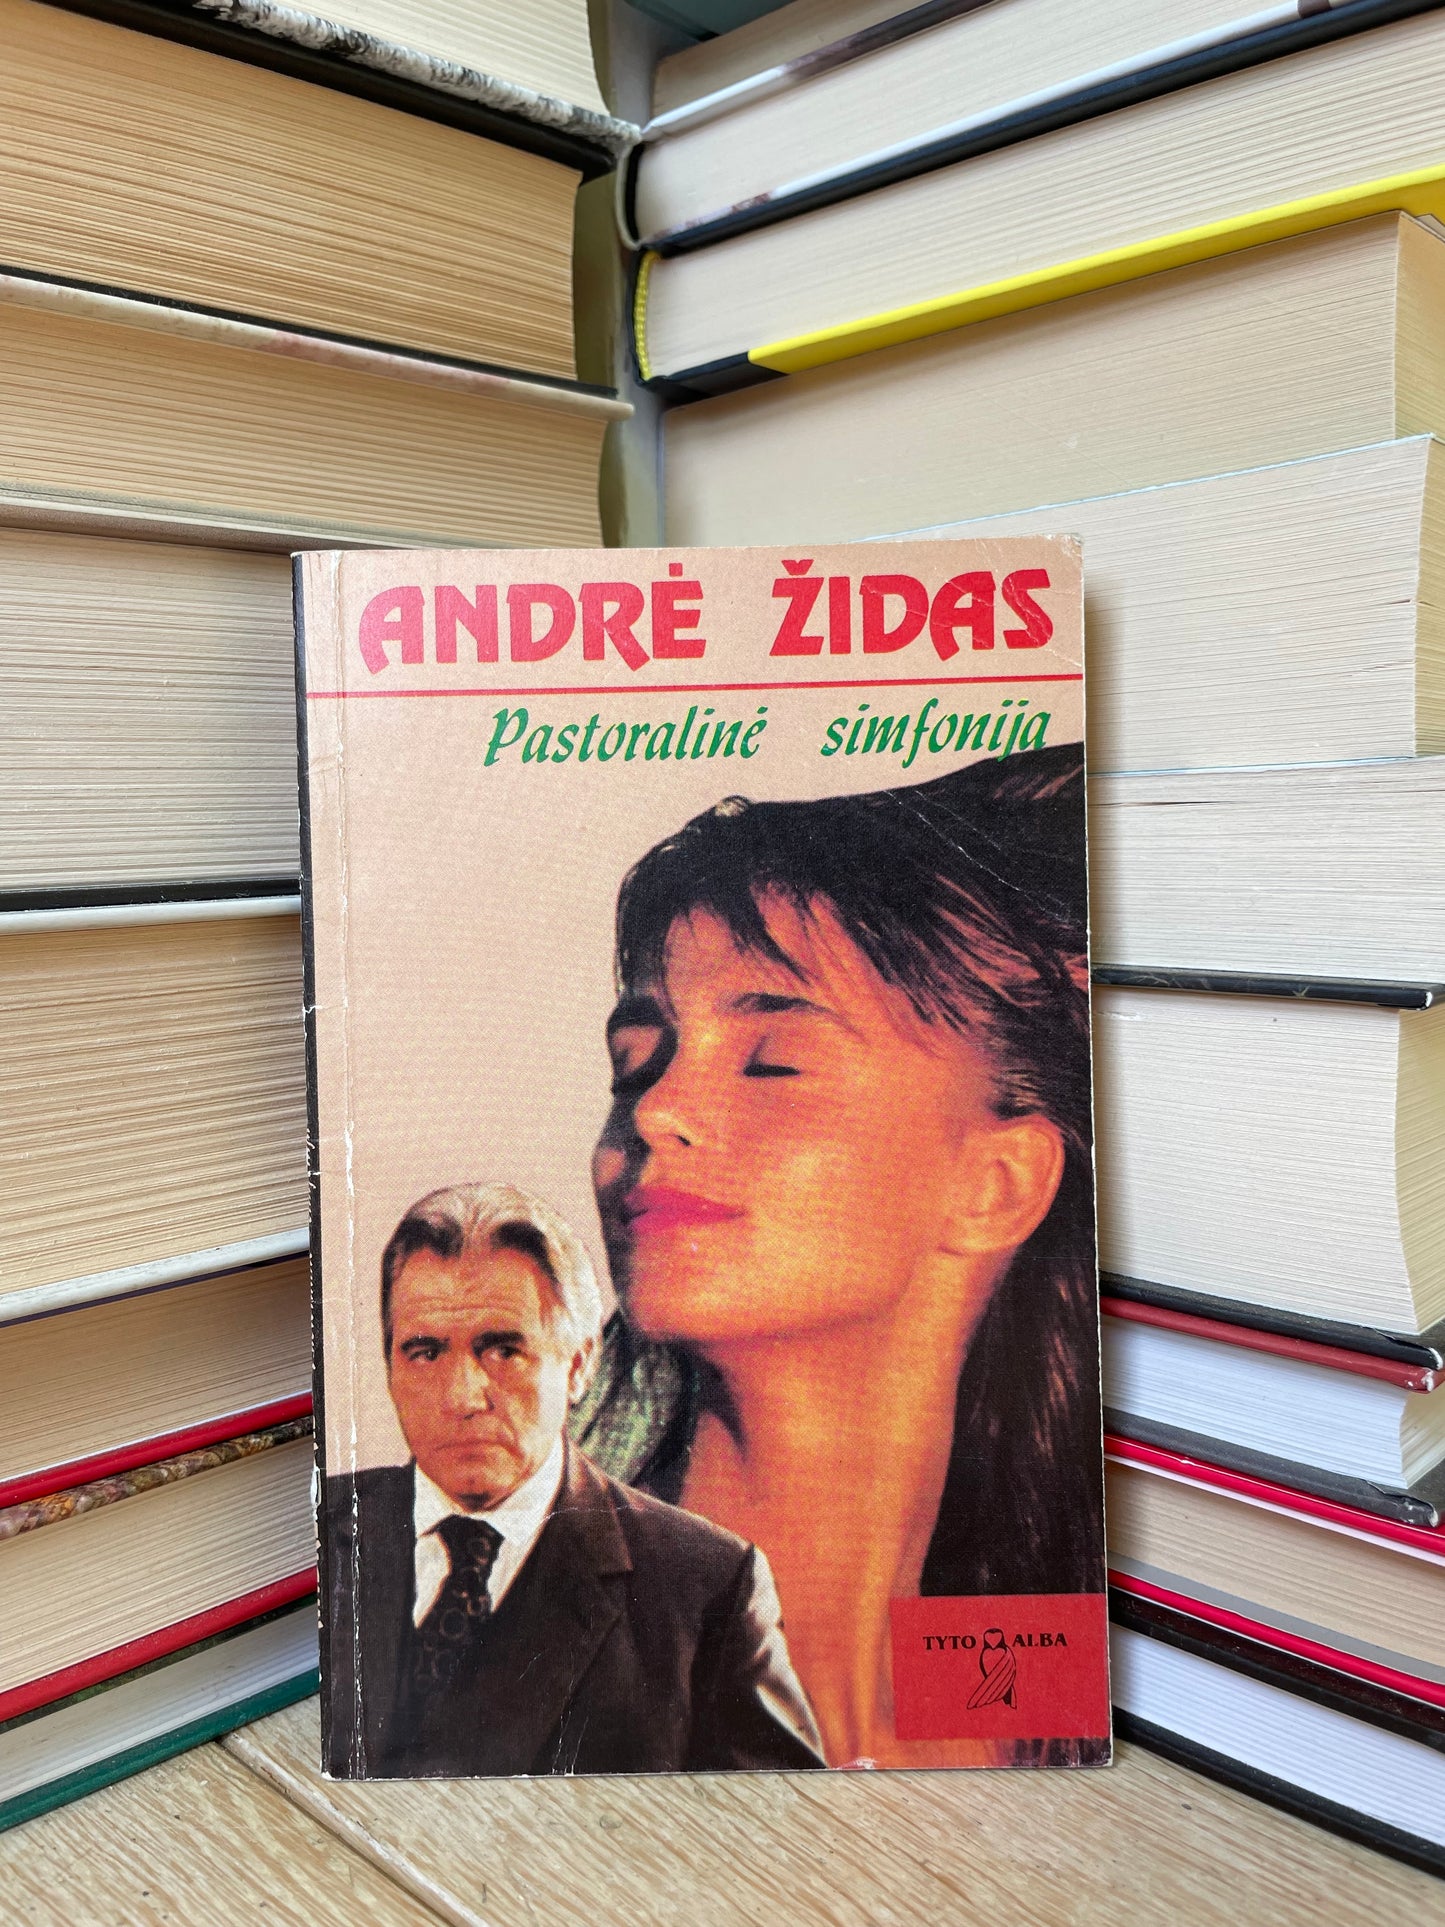 ANDRĖ ŽIDAS
Pastoralinė simfonija
TYTO ALBA